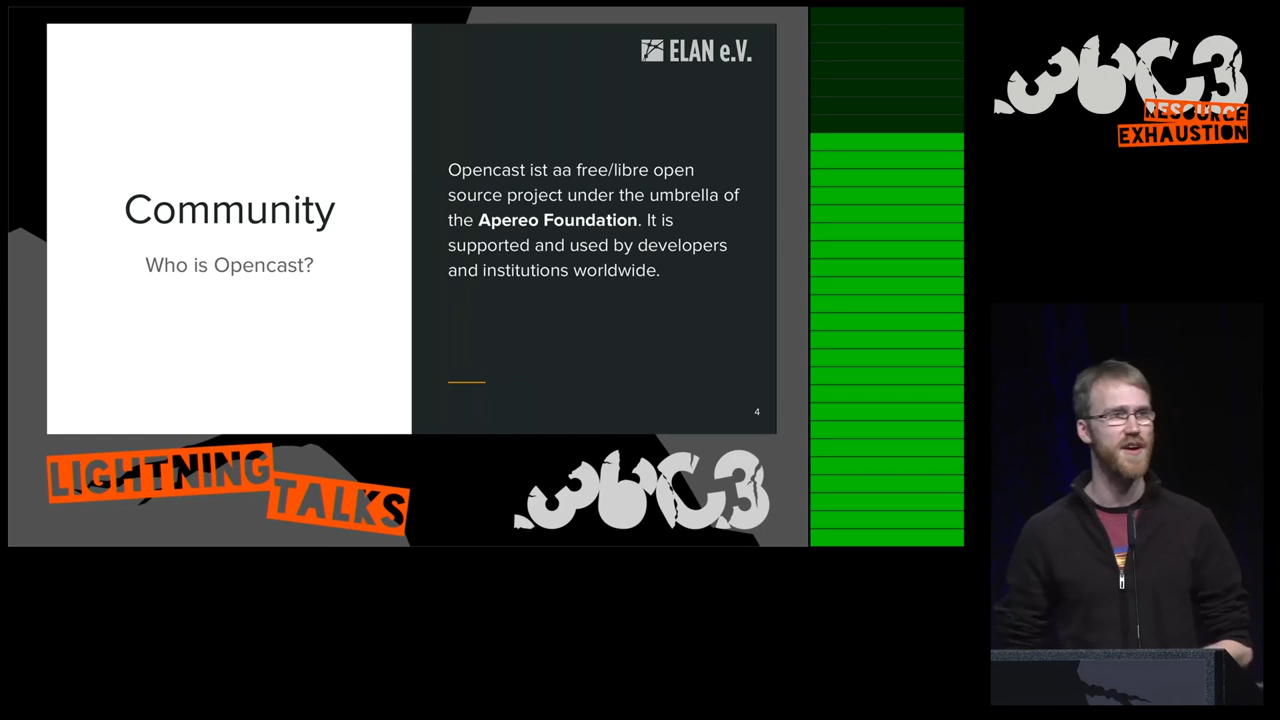 Community
Who is Opencast?
ELAN e.V.
Opencast ist aa free/libre open
source project under the umbrella of
the Apereo Foundation. It is
supported and used by developers
and institutions worldwide.
4
LIGHTNING
TALKS
36C3
36C3
RESOURCE
EXHAUSTION